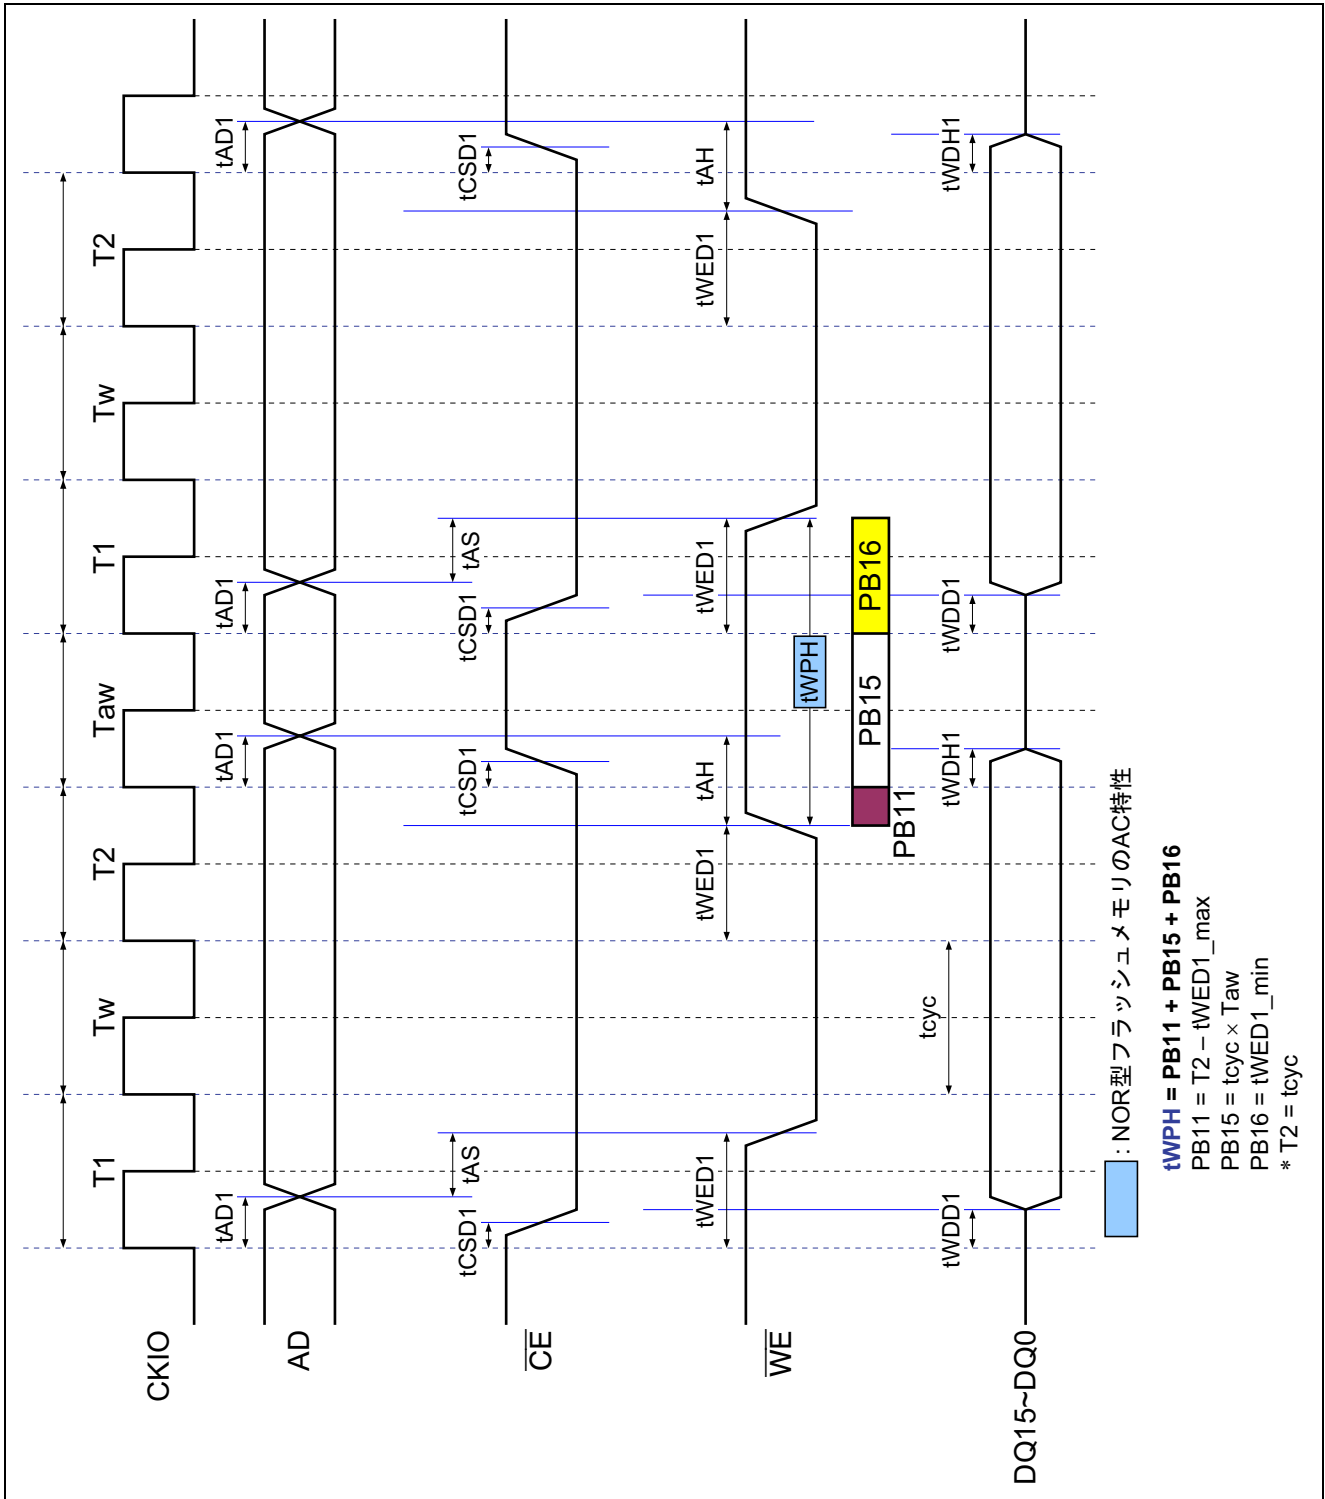 T1
Tw
T2
Taw
T1
Tw
T2
CKIO
tAD1
tAD1
tAD1
tAD1
AD
tCSD1
tAS
tCSD1
tCSD1
tAS
tCSD1
CE
tWED1
tWED1
tAH
tWED1
tWED1
tAH
WE
tWPH
PB11
PB15
PB16
tcyc
tWDD1
tWDH1
tWDD1
tWDH1
DQ15~DQ0
: NOR型フラッシュメモリのAC特性
tWPH = PB11 + PB15 + PB16
PB11 = T2 – tWED1_max
PB15 = tcyc × Taw
PB16 = tWED1_min
* T2 = tcyc